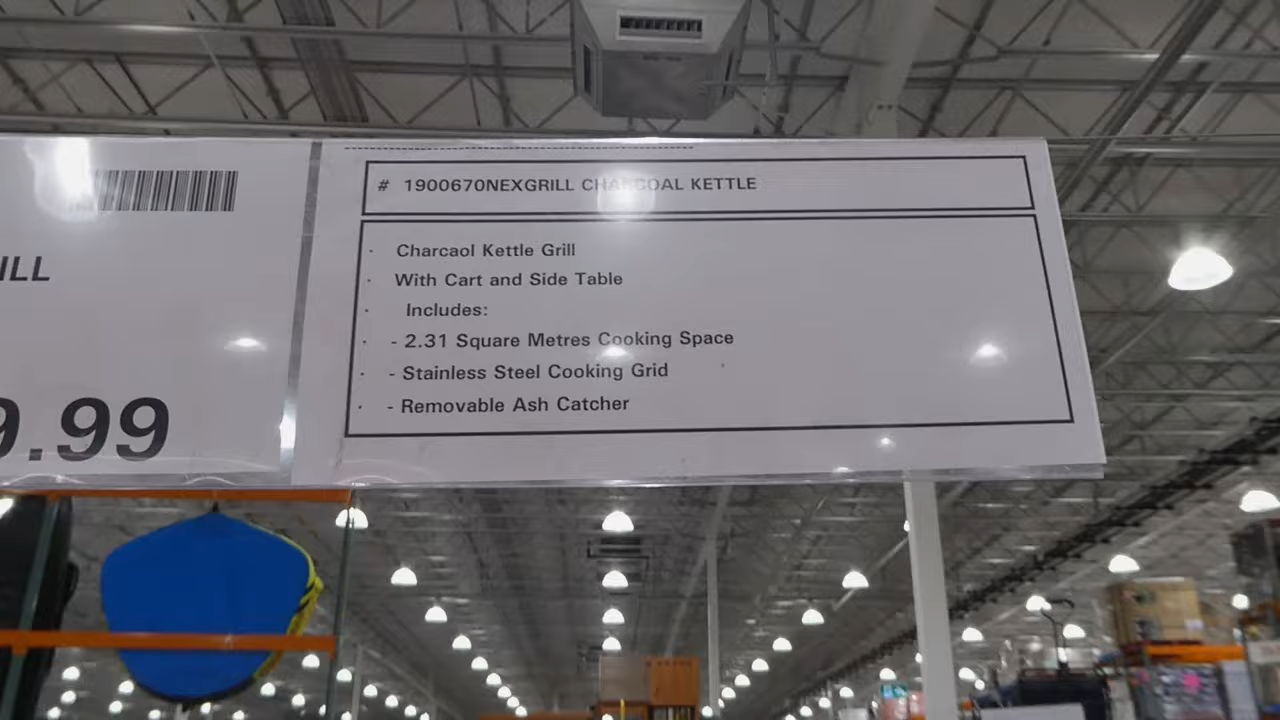 ILL
9.99
# 1900670NEXGRILL CHARCOAL KETTLE
· Charcaol Kettle Grill
· With Cart and Side Table
· Includes:
· - 2.31 Square Metres Cooking Space
· - Stainless Steel Cooking Grid
· - Removable Ash Catcher